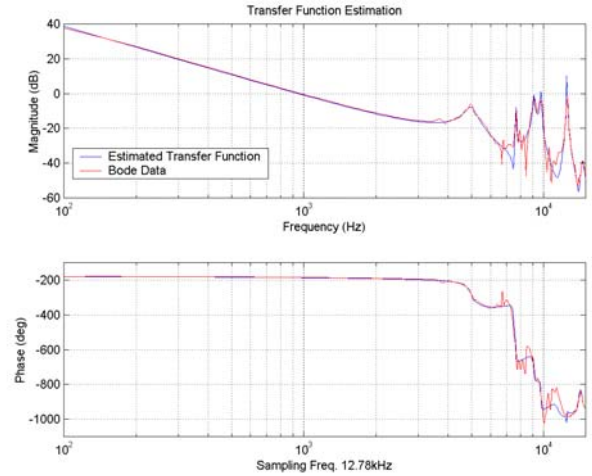 Transfer Function Estimation
40
20
0
-20
-40
-60
Magnitude (dB)
Estimated Transfer Function
Bode Data
10^2
10^3
10^4
Frequency (Hz)
-200
-400
-600
-800
-1000
Phase (deg)
10^2
10^3
10^4
Sampling Freq. 12.78kHz